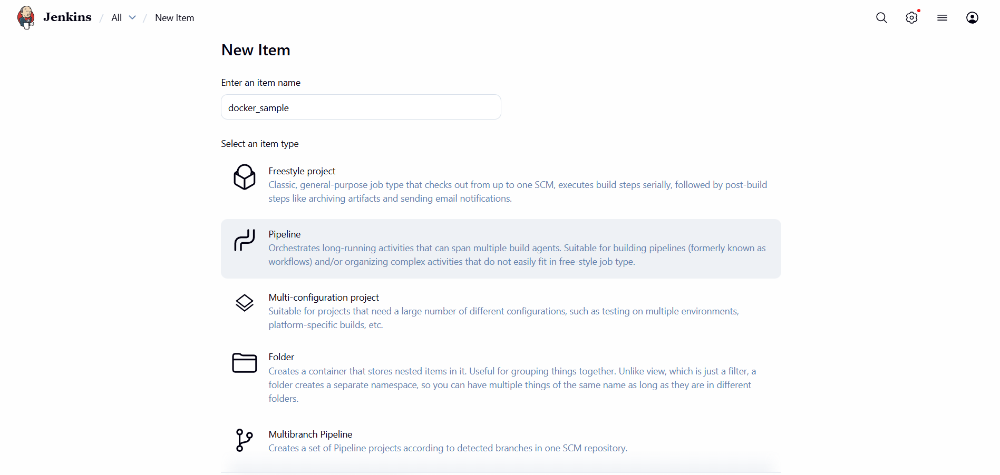 Jenkins / All / New Item
New Item
Enter an item name
docker_sample
Select an item type
Freestyle project
Classic, general-purpose job type that checks out from up to one SCM, executes build steps serially, followed by post-build
steps like archiving artifacts and sending email notifications.
Pipeline
Orchestrates long-running activities that can span multiple build agents. Suitable for building pipelines (formerly known as
workflows) and/or organizing complex activities that do not easily fit in free-style job type.
Multi-configuration project
Suitable for projects that need a large number of different configurations, such as testing on multiple environments,
platform-specific builds, etc.
Folder
Creates a container that stores nested items in it. Useful for grouping things together. Unlike view, which is just a filter, a
folder creates a separate namespace, so you can have multiple things of the same name as long as they are in different
folders.
Multibranch Pipeline
Creates a set of Pipeline projects according to detected branches in one SCM repository.